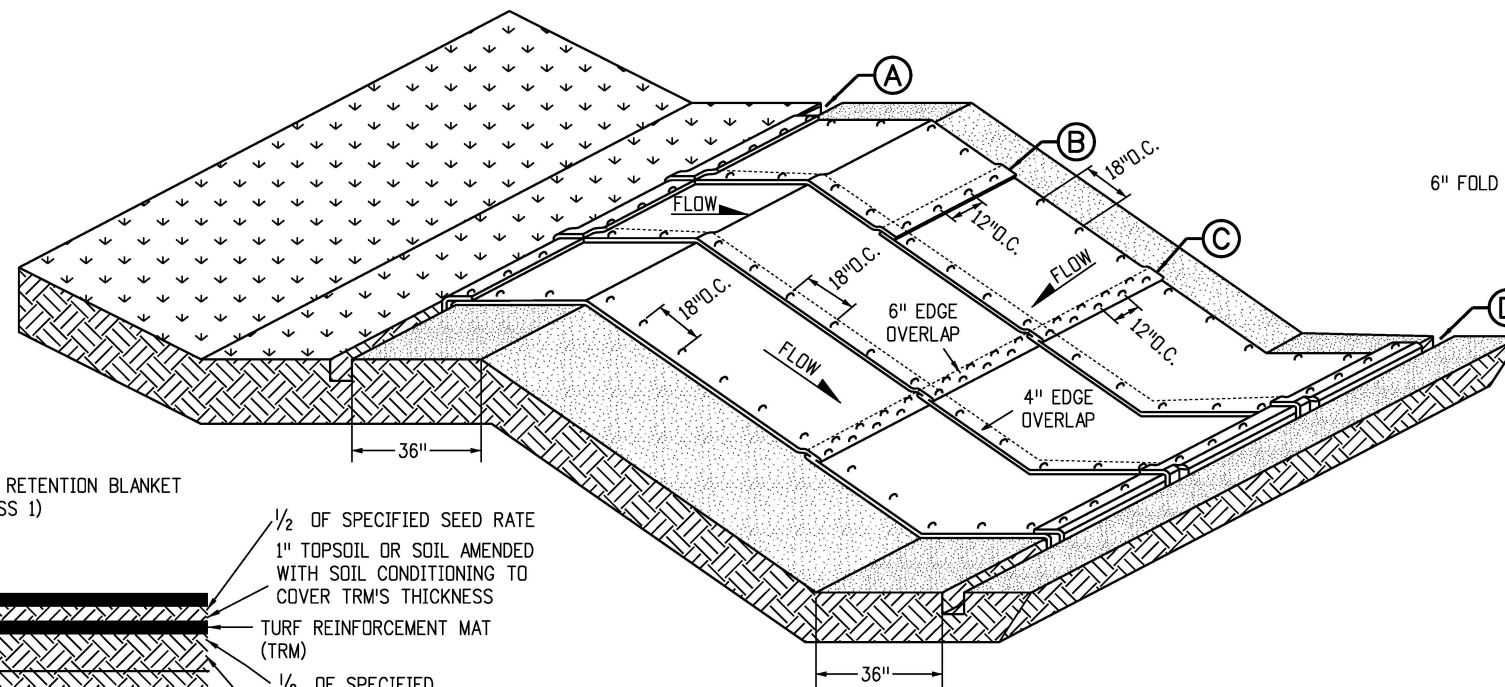 A
B
18"O.C.
6" FOLD
FLOW
12"O.C.
C
FLOW
18"O.C.
18"O.C.
6" EDGE
OVERLAP
12"O.C.
D
FLOW
4" EDGE
OVERLAP
36"
RETENTION BLANKET
SS 1)
1/2 OF SPECIFIED SEED RATE
1" TOPSOIL OR SOIL AMENDED
WITH SOIL CONDITIONING TO
COVER TRM'S THICKNESS
TURF REINFORCEMENT MAT
(TRM)
1/2 OF SPECIFIED
36"